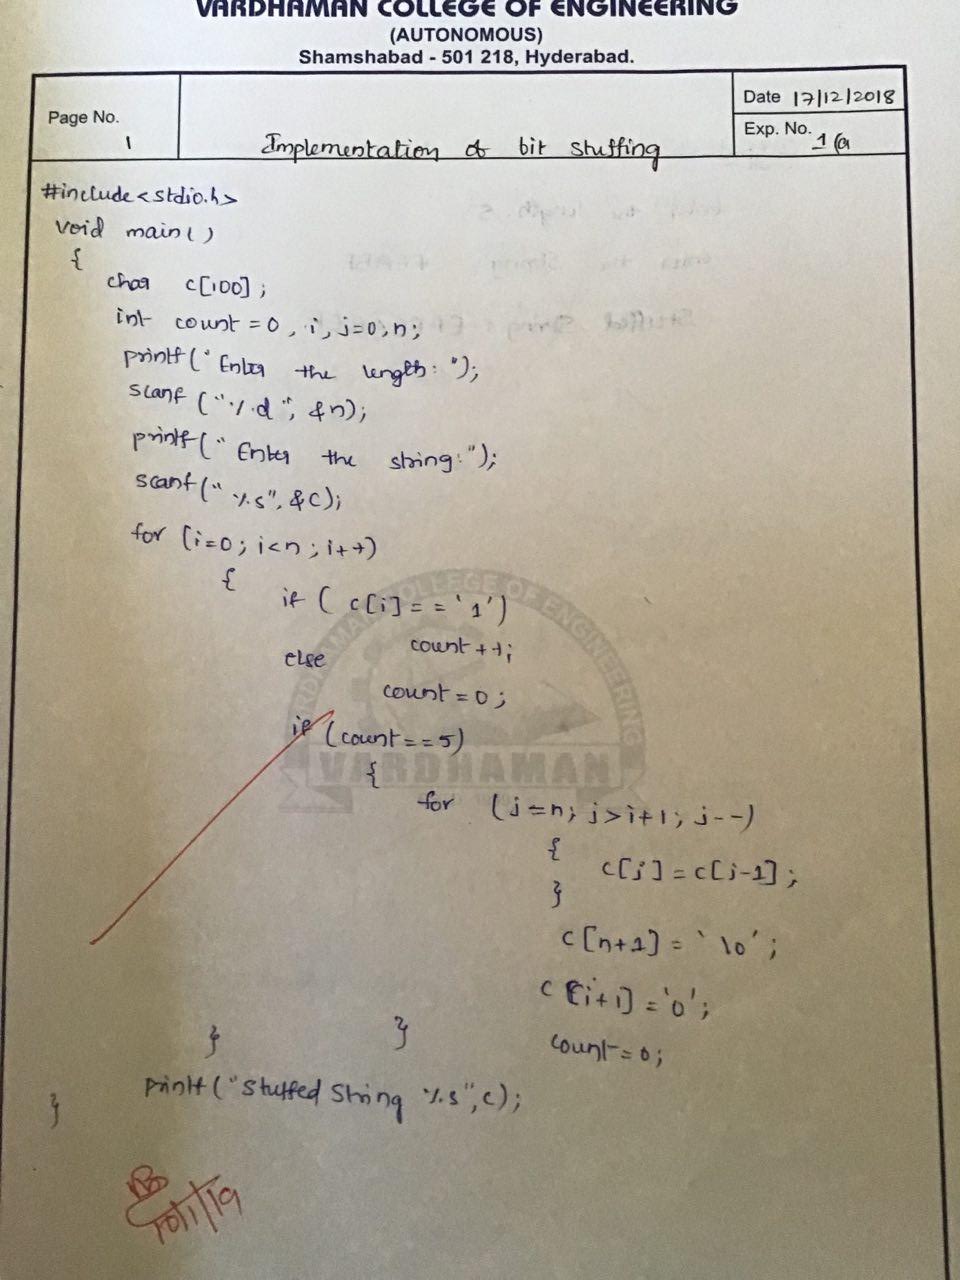 VARDHAMAN COLLEGE OF ENGINEERING
(AUTONOMOUS)
Shamshabad - 501 218, Hyderabad.
Page No.
1
Implementation of bit stuffing
Date 17/12/2018
Exp. No. 1(a
#include<stdio.h>
void main()
{
char c[100];
int count=0, i, j=0, n;
printf("Enter the length: ");
scanf ("%d", &n);
printf(" Enter the string:");
scanf(" %s", &c);
for (i=0; i<n; i++)
{
if ( c[i]=='1')
count++;
else
count=0;
if (count==5)
{
for (j=n; j>i+1; j--)
{
c[j]=c[j-1];
}
c[n+1]='\0';
c[i+1]='0';
count=0;
}
}
printf("Stuffed String %s",c);
}
10/1/19
VARDHAMAN COLLEGE OF ENGINEERING
VARDHAMAN